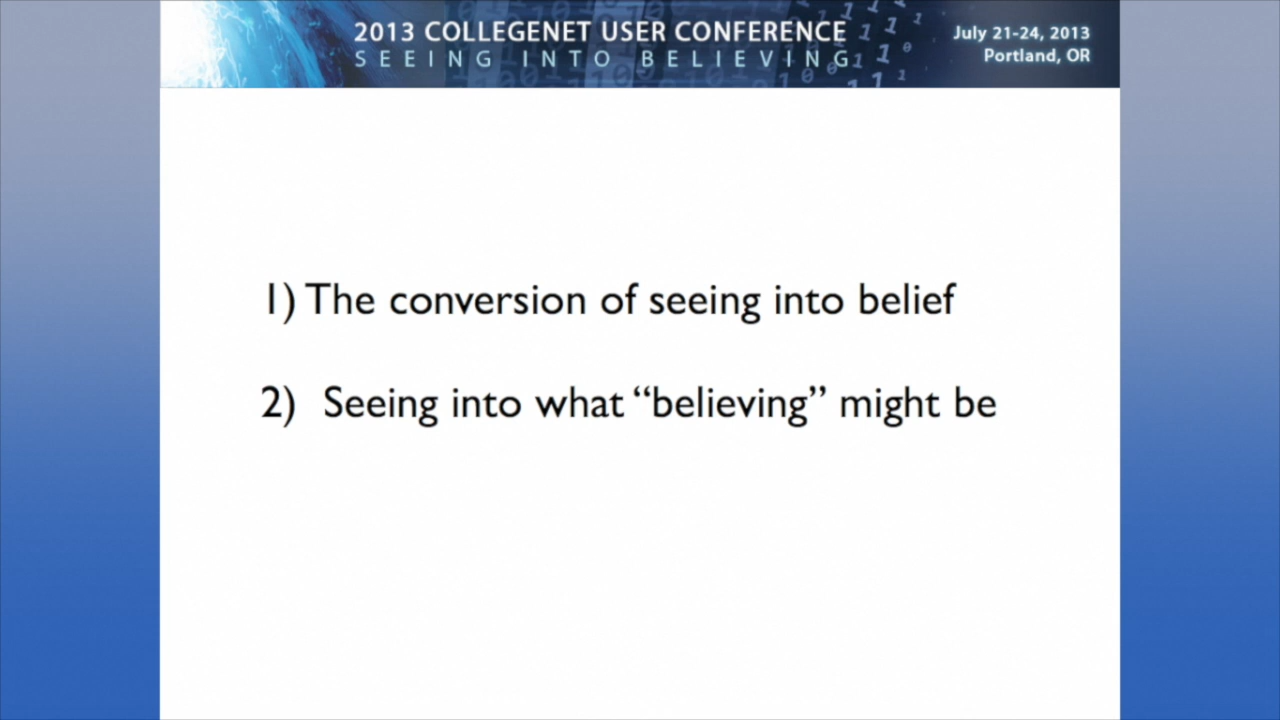 2013 COLLEGENET USER CONFERENCE
SEEING INTO BELIEVING
July 21-24, 2013
Portland, OR
1) The conversion of seeing into belief
2) Seeing into what “believing” might be